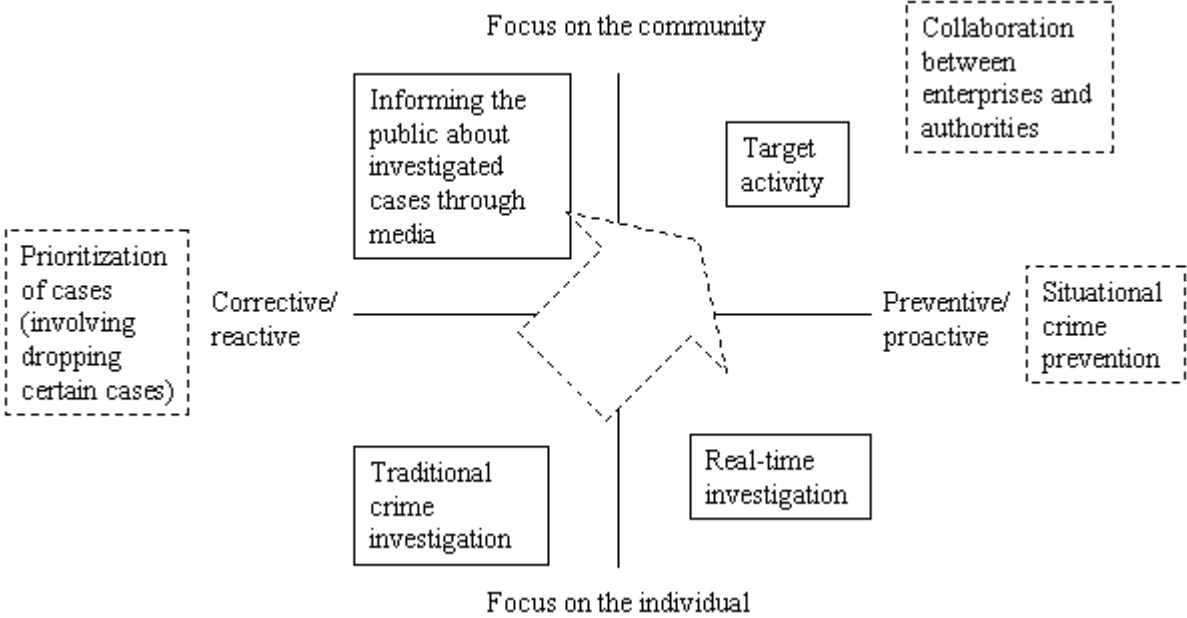 Focus on the community
Collaboration
between
enterprises and
authorities
Informing the
public about
investigated
cases through
media
Target
activity
Prioritization
of cases
(involving
dropping
certain cases)
Corrective/
reactive
Preventive/
proactive
Situational
crime
prevention
Traditional
crime
investigation
Real-time
investigation
Focus on the individual